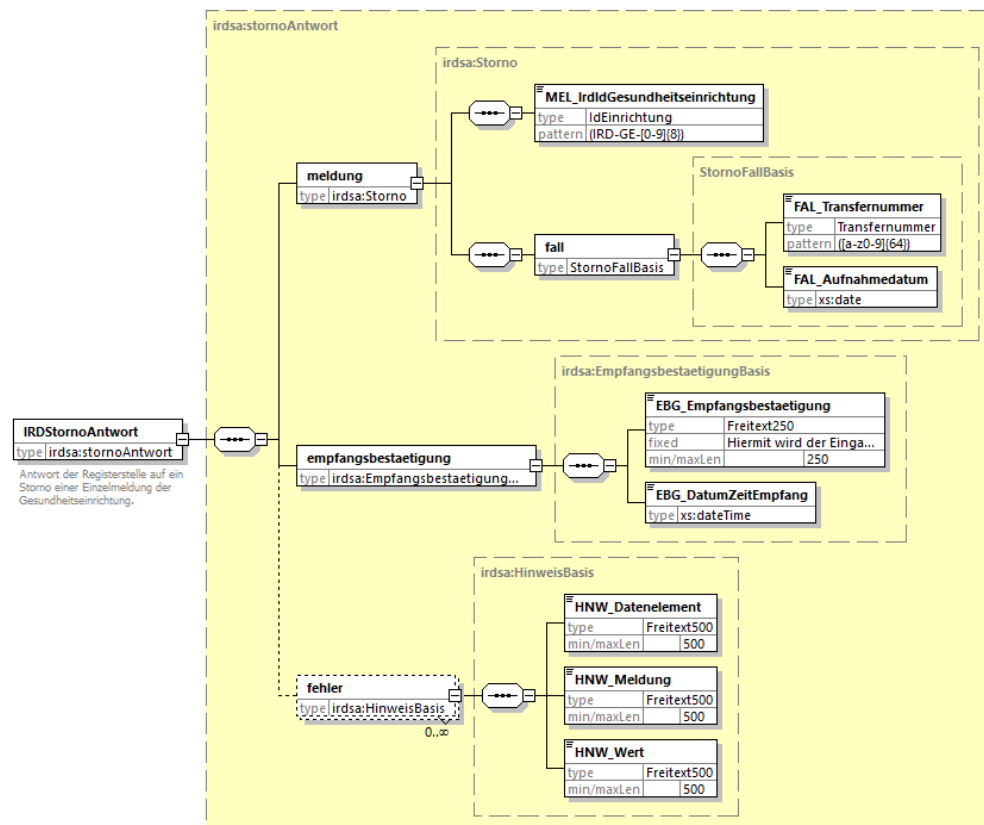 irdsa:stornoAntwort
irdsa:Storno
MEL_IrdIdGesundheitseinrichtung
type IdEinrichtung
pattern (IRD-GE-[0-9]{8})
meldung
type irdsa:Storno
StornoFallBasis
FAL_Transfernummer
type Transfernummer
pattern ([a-z0-9]{64})
fall
type StornoFallBasis
FAL_Aufnahmedatum
type xs:date
irdsa:EmpfangsbestaetigungBasis
EBG_Empfangsbestaetigung
type Freitext250
fixed Hiermit wird der Einga...
min/maxLen 250
IRDStornoAntwort
type irdsa:stornoAntwort
Antwort der Registerstelle auf ein
Storno einer Einzelmeldung der
Gesundheitseinrichtung.
empfangsbestaetigung
type irdsa:Empfangsbestaetigung...
EBG_DatumZeitEmpfang
type xs:dateTime
irdsa:HinweisBasis
HNW_Datenelement
type Freitext500
min/maxLen 500
fehler
type irdsa:HinweisBasis
0..∞
HNW_Meldung
type Freitext500
min/maxLen 500
HNW_Wert
type Freitext500
min/maxLen 500